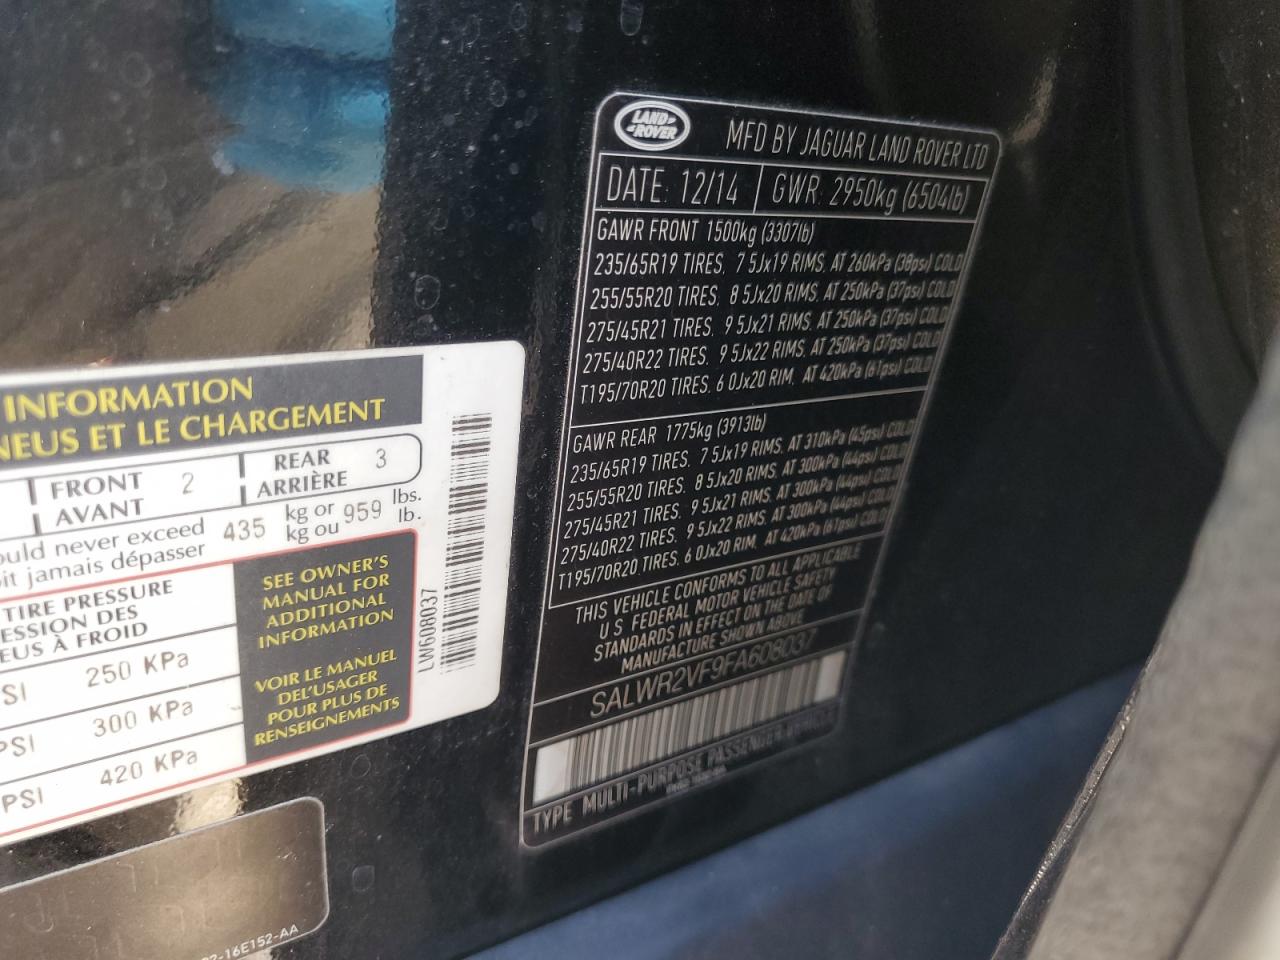 INFORMATION
NEUS ET LE CHARGEMENT
FRONT 2 REAR 3
AVANT ARRIÈRE
ould never exceed 435 kg or 959 lbs.
oit jamais dépasser kg ou lb.
TIRE PRESSURE
ESSION DES
EUS À FROID
SI 250 KPa
PSI 300 KPa
PSI 420 KPa
SEE OWNER'S
MANUAL FOR
ADDITIONAL
INFORMATION
VOIR LE MANUEL
DEL'USAGER
POUR PLUS DE
RENSEIGNEMENTS
LW608037
-16E152-AA
LAND
ROVER
MFD BY JAGUAR LAND ROVER LTD
DATE: 12/14 GWR: 2950kg (6504lb)
GAWR FRONT 1500kg (3307lb)
235/65R19 TIRES, 7 5Jx19 RIMS, AT 260kPa (38psi) COLD
255/55R20 TIRES, 8 5Jx20 RIMS, AT 250kPa (37psi) COLD
275/45R21 TIRES, 9 5Jx21 RIMS, AT 250kPa (37psi) COLD
275/40R22 TIRES, 9 5Jx22 RIMS, AT 250kPa (37psi) COLD
T195/70R20 TIRES, 6 0Jx20 RIM, AT 420kPa (61psi) COLD
GAWR REAR 1775kg (3913lb)
235/65R19 TIRES, 7 5Jx19 RIMS, AT 310kPa (45psi) COLD
255/55R20 TIRES, 8 5Jx20 RIMS, AT 300kPa (44psi) COLD
275/45R21 TIRES, 9 5Jx21 RIMS, AT 300kPa (44psi) COLD
275/40R22 TIRES, 9 5Jx22 RIMS, AT 300kPa (44psi) COLD
T195/70R20 TIRES, 6 0Jx20 RIM, AT 420kPa (61psi) COLD
THIS VEHICLE CONFORMS TO ALL APPLICABLE
U S FEDERAL MOTOR VEHICLE SAFETY
STANDARDS IN EFFECT ON THE DATE OF
MANUFACTURE SHOWN ABOVE
SALWR2VF9FA608037
TYPE MULTI-PURPOSE PASSENGER VEHICLE